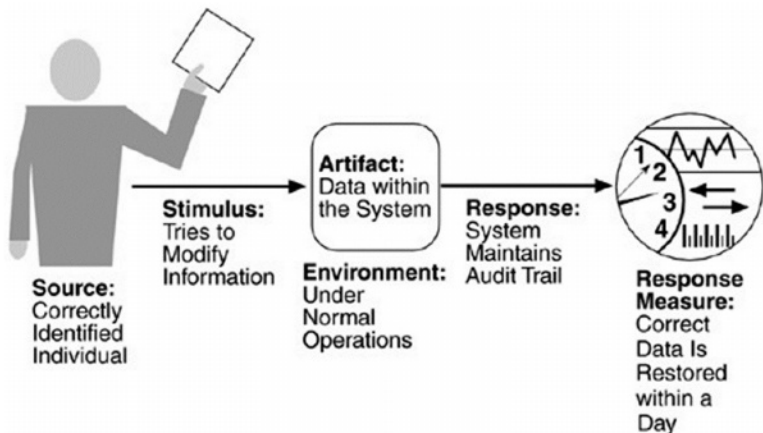 Source:
Correctly
Identified
Individual
Stimulus:
Tries to
Modify
Information
Artifact:
Data within
the System
Environment:
Under
Normal
Operations
Response:
System
Maintains
Audit Trail
1
2
3
4
Response
Measure:
Correct
Data Is
Restored
within a
Day